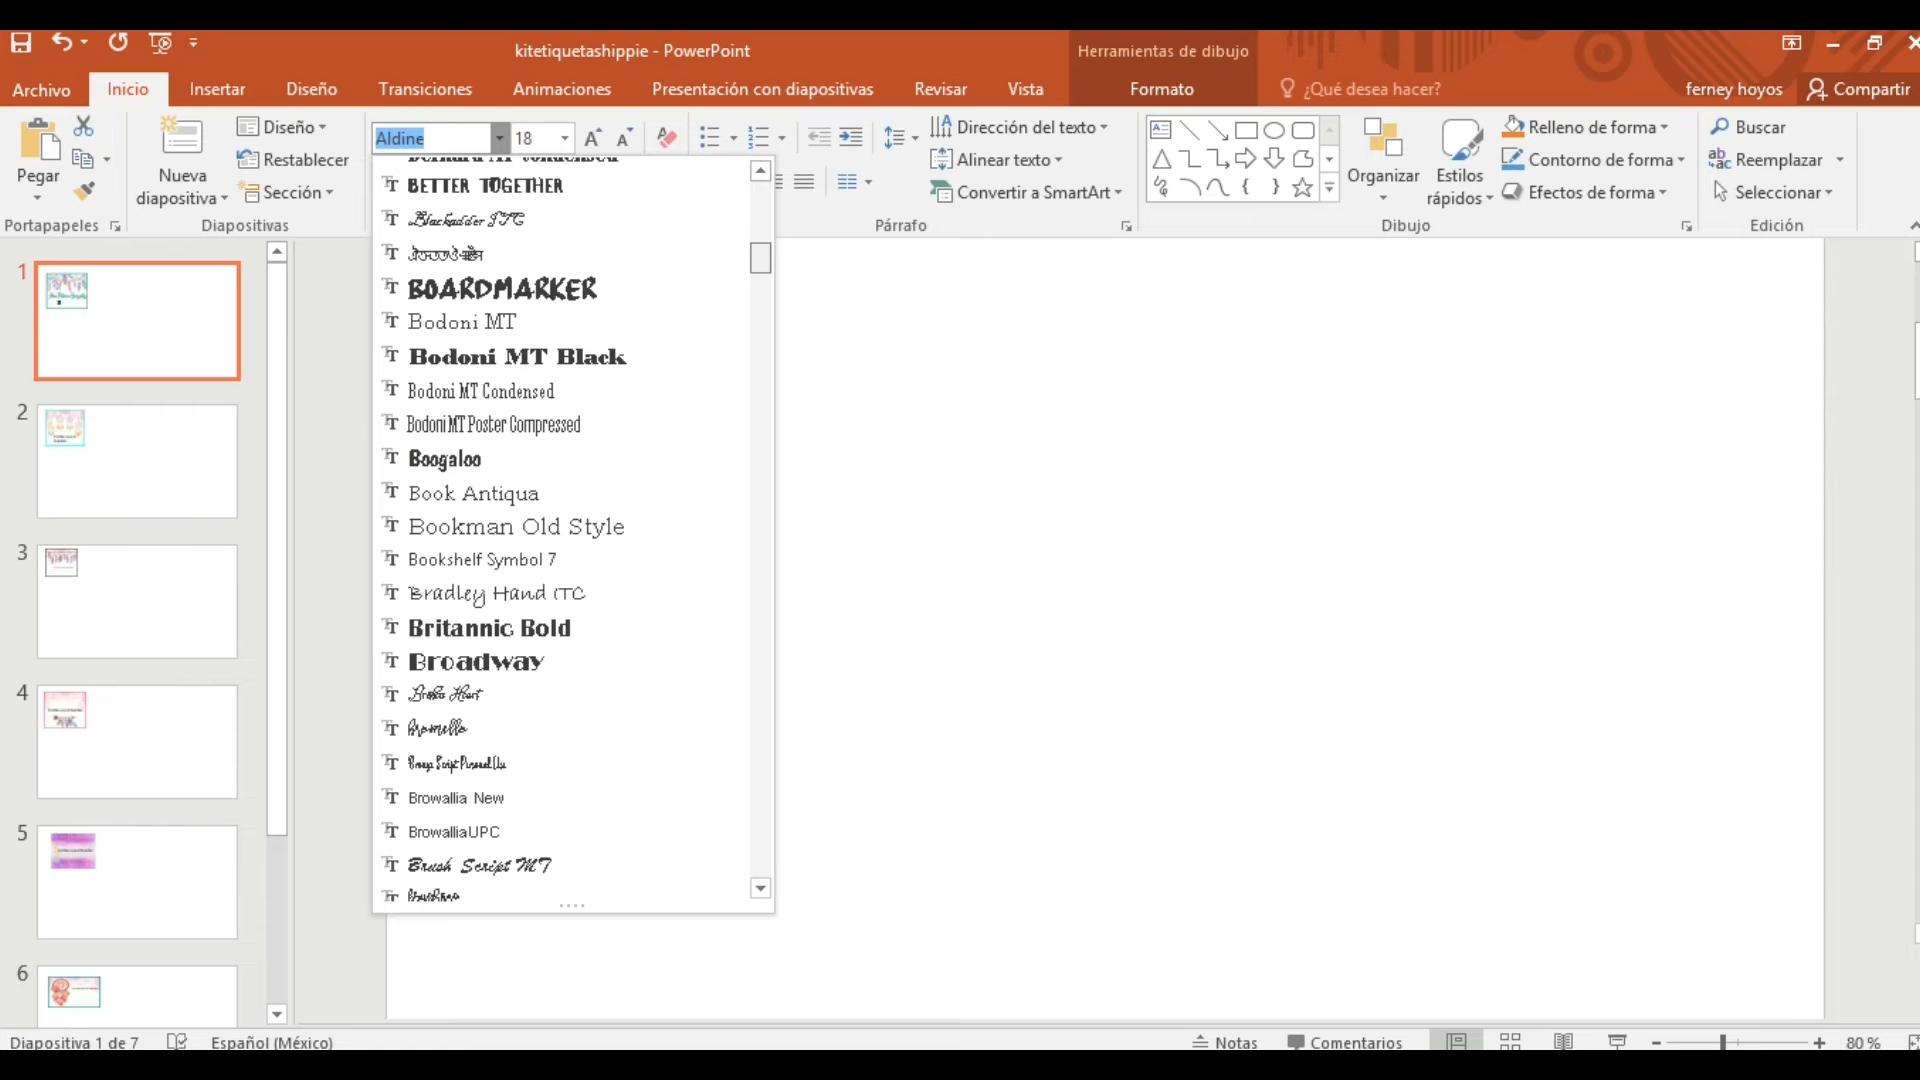 kitetiquetashippie - PowerPoint
Herramientas de dibujo
Archivo Inicio Insertar Diseño Transiciones Animaciones Presentación con diapositivas Revisar Vista Formato ¿Qué desea hacer? ferney hoyos Compartir
Pegar
Nueva diapositiva
Diseño
Restablecer
Sección
Aldine 18
Dirección del texto
Alinear texto
Convertir a SmartArt
Organizar
Estilos rápidos
Relleno de forma
Contorno de forma
Efectos de forma
Buscar
Reemplazar
Seleccionar
Portapapeles Diapositivas Párrafo Dibujo Edición
BETTER TOGETHER
Blackadder ITC
BOARDMARKER
Bodoni MT
Bodoni MT Black
Bodoni MT Condensed
Bodoni MT Poster Compressed
Boogaloo
Book Antiqua
Bookman Old Style
Bookshelf Symbol 7
Bradley Hand ITC
Britannic Bold
Broadway
Browallia New
BrowalliaUPC
Brush Script MT
1
2
3
4
5
6
Diapositiva 1 de 7 Español (México) Notas Comentarios 80 %